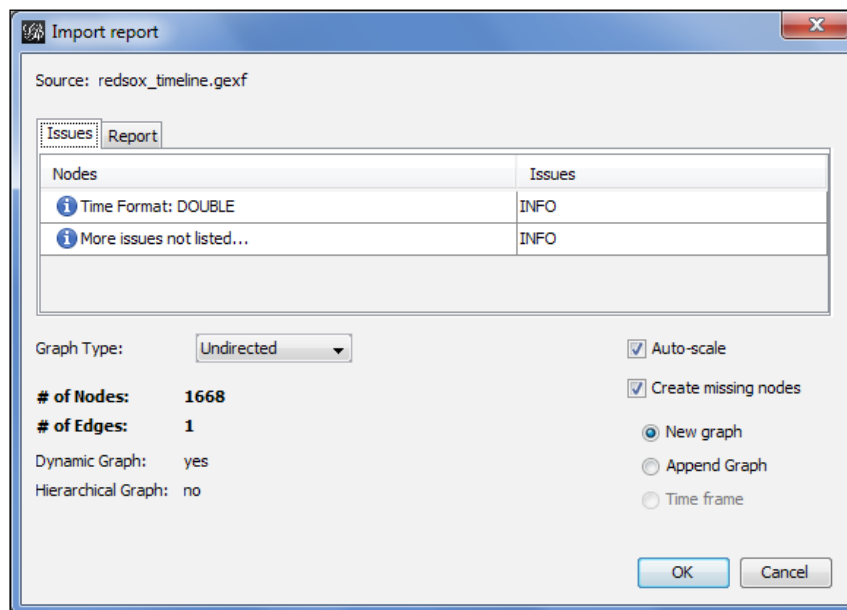 Import report
Source: redsox_timeline.gexf
Issues Report
Nodes Issues
Time Format: DOUBLE INFO
More issues not listed... INFO
Graph Type: Undirected
Auto-scale
# of Nodes: 1668
Create missing nodes
# of Edges: 1
New graph
Dynamic Graph: yes
Append Graph
Hierarchical Graph: no
Time frame
OK Cancel